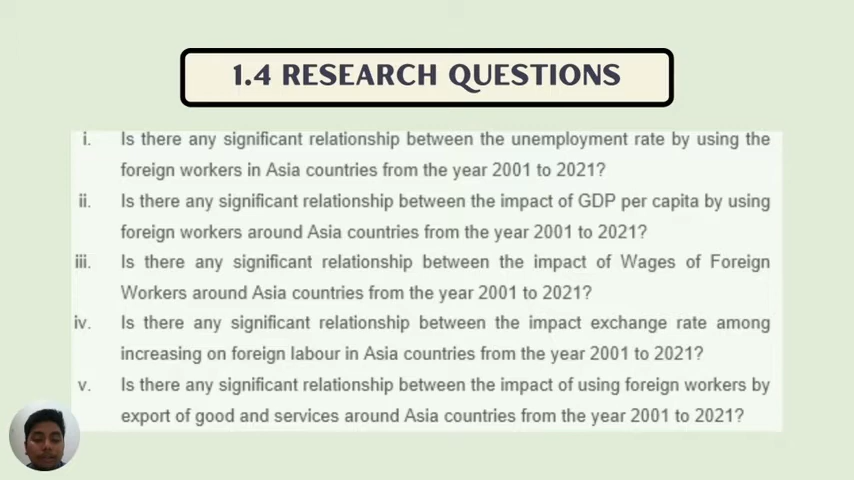 1.4 RESEARCH QUESTIONS
i. Is there any significant relationship between the unemployment rate by using the
foreign workers in Asia countries from the year 2001 to 2021?
ii. Is there any significant relationship between the impact of GDP per capita by using
foreign workers around Asia countries from the year 2001 to 2021?
iii. Is there any significant relationship between the impact of Wages of Foreign
Workers around Asia countries from the year 2001 to 2021?
iv. Is there any significant relationship between the impact exchange rate among
increasing on foreign labour in Asia countries from the year 2001 to 2021?
v. Is there any significant relationship between the impact of using foreign workers by
export of good and services around Asia countries from the year 2001 to 2021?